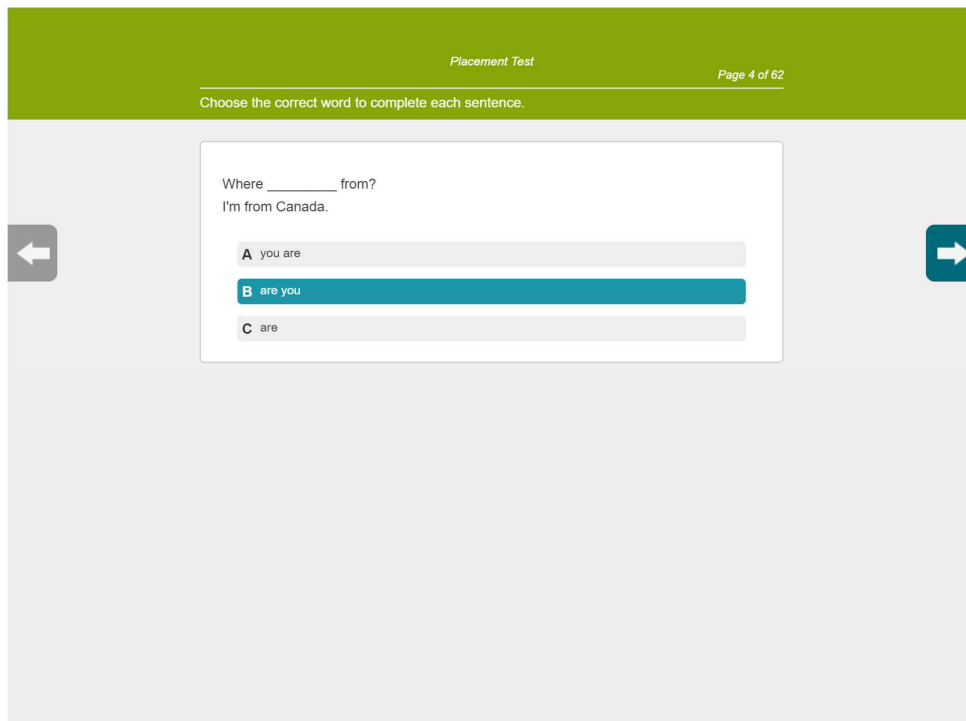 Placement Test
Page 4 of 62
Choose the correct word to complete each sentence.
Where _________ from?
I'm from Canada.
A you are
B are you
C are